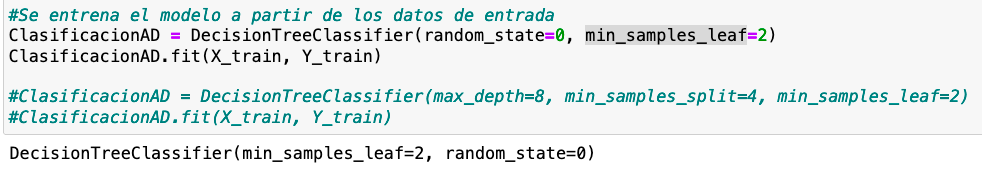 #Se entrena el modelo a partir de los datos de entrada
ClasificacionAD = DecisionTreeClassifier(random_state=0, min_samples_leaf=2)
ClasificacionAD.fit(X_train, Y_train)
#ClasificacionAD = DecisionTreeClassifier(max_depth=8, min_samples_split=4, min_samples_leaf=2)
#ClasificacionAD.fit(X_train, Y_train)
DecisionTreeClassifier(min_samples_leaf=2, random_state=0)